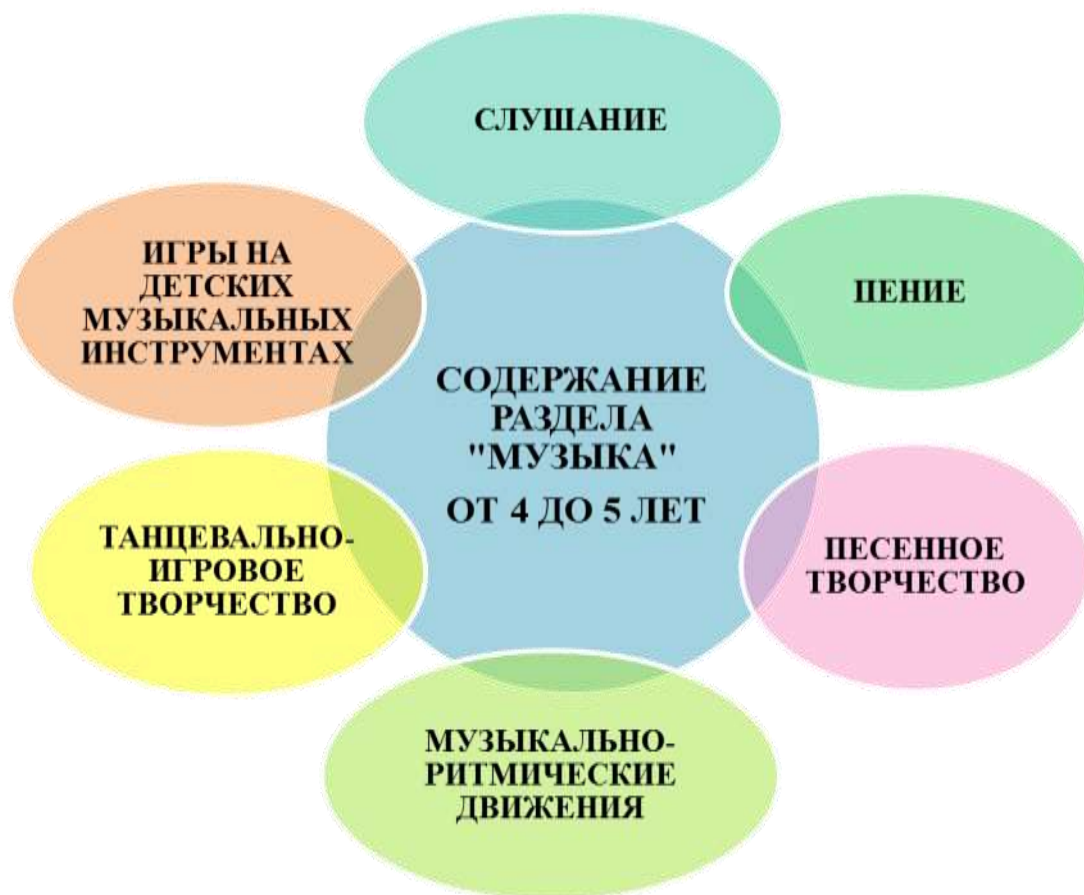 СЛУШАНИЕ
ПЕНИЕ
ПЕСЕННОЕ
ТВОРЧЕСТВО
МУЗЫКАЛЬНО-
РИТМИЧЕСКИЕ
ДВИЖЕНИЯ
ТАНЦЕВАЛЬНО-
ИГРОВОЕ
ТВОРЧЕСТВО
ИГРЫ НА
ДЕТСКИХ
МУЗЫКАЛЬНЫХ
ИНСТРУМЕНТАХ
СОДЕРЖАНИЕ
РАЗДЕЛА
"МУЗЫКА"
ОТ 4 ДО 5 ЛЕТ